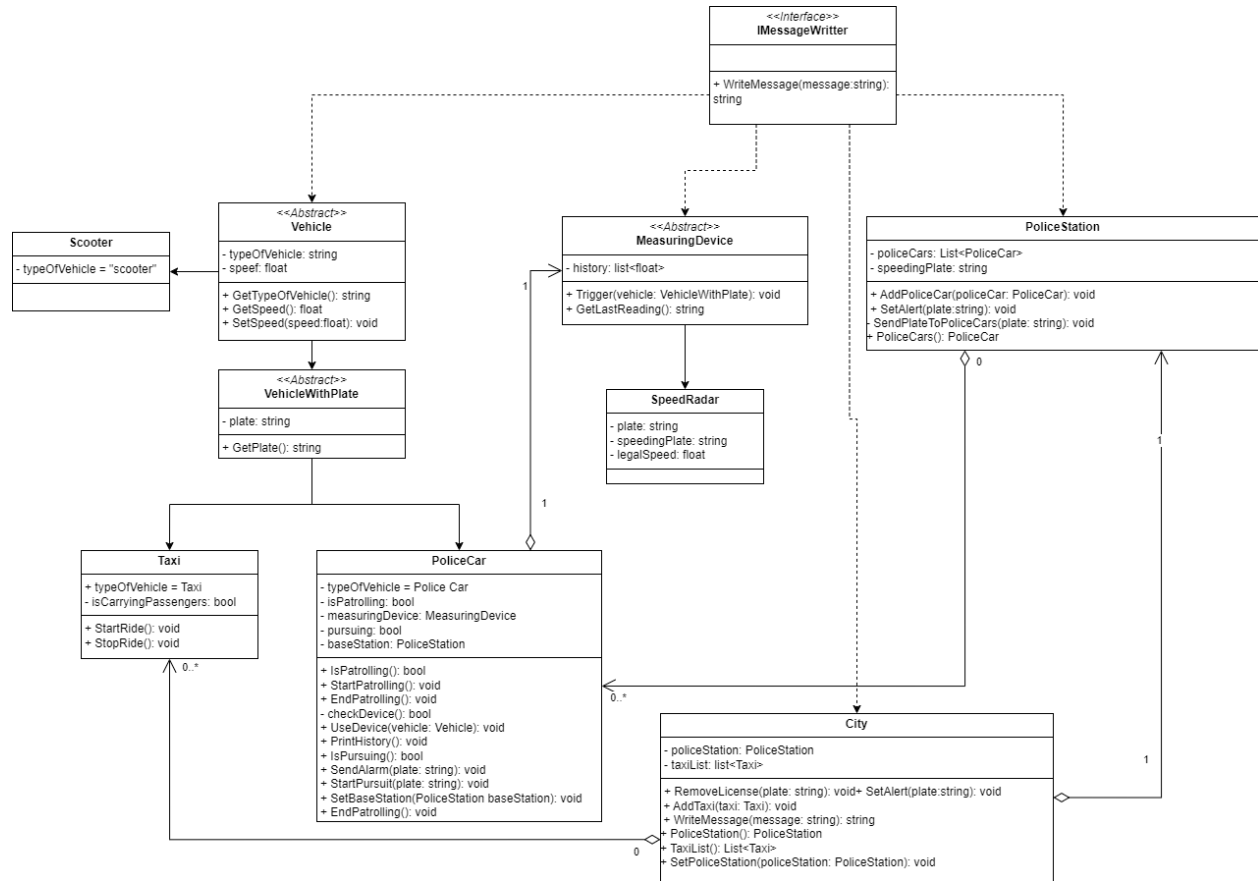 <<Interface>>
IMessageWritter
+ WriteMessage(message:string):
string
<<Abstract>>
Vehicle
- typeOfVehicle: string
- speef: float
+ GetTypeOfVehicle(): string
+ GetSpeed(): float
+ SetSpeed(speed:float): void
Scooter
- typeOfVehicle = "scooter"
<<Abstract>>
MeasuringDevice
- history: list<float>
+ Trigger(vehicle: VehicleWithPlate): void
+ GetLastReading(): string
PoliceStation
- policeCars: List<PoliceCar>
- speedingPlate: string
+ AddPoliceCar(policeCar: PoliceCar): void
+ SetAlert(plate:string): void
- SendPlateToPoliceCars(plate: string): void
+ PoliceCars(): PoliceCar
1
0
<<Abstract>>
VehicleWithPlate
- plate: string
+ GetPlate(): string
SpeedRadar
- plate: string
- speedingPlate: string
- legalSpeed: float
1
1
Taxi
+ typeOfVehicle = Taxi
- isCarryingPassengers: bool
+ StartRide(): void
+ StopRide(): void
0..*
PoliceCar
- typeOfVehicle = Police Car
- isPatrolling: bool
- measuringDevice: MeasuringDevice
- pursuing: bool
- baseStation: PoliceStation
+ IsPatrolling(): bool
+ StartPatrolling(): void
+ EndPatrolling(): void
- checkDevice(): bool
+ UseDevice(vehicle: Vehicle): void
+ PrintHistory(): void
+ IsPursuing(): bool
+ SendAlarm(plate: string): void
+ StartPursuit(plate: string): void
+ SetBaseStation(PoliceStation baseStation): void
+ EndPatrolling(): void
0..*
City
- policeStation: PoliceStation
- taxiList: list<Taxi>
+ RemoveLicense(plate: string): void+ SetAlert(plate:string): void
+ AddTaxi(taxi: Taxi): void
+ WriteMessage(message: string): string
+ PoliceStation(): PoliceStation
+ TaxiList(): List<Taxi>
+ SetPoliceStation(policeStation: PoliceStation): void
1
0